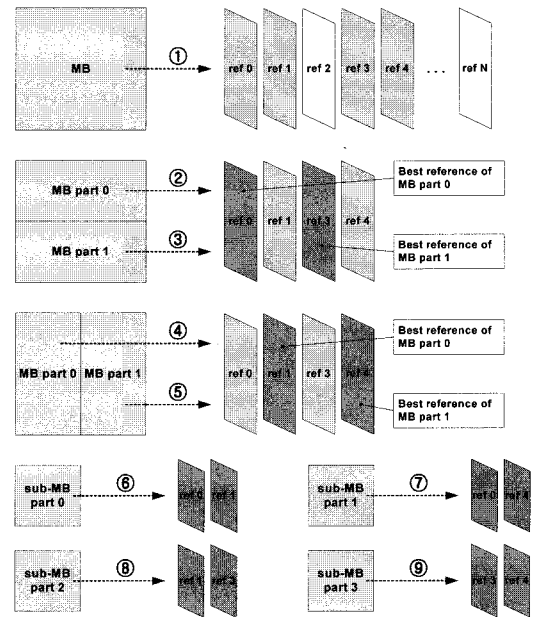 MB
①
ref 0
ref 1
ref 2
ref 3
ref 4
...
ref N
MB part 0
②
MB part 1
③
ref 0
ref 1
ref 3
ref 4
Best reference of
MB part 0
Best reference of
MB part 1
④
MB part 0
MB part 1
⑤
ref 0
ref 1
ref 3
ref 4
Best reference of
MB part 0
Best reference of
MB part 1
sub-MB
part 0
⑥
ref 0
ref 1
sub-MB
part 1
⑦
ref 0
ref 4
sub-MB
part 2
⑧
ref 1
ref 3
sub-MB
part 3
⑨
ref 3
ref 4